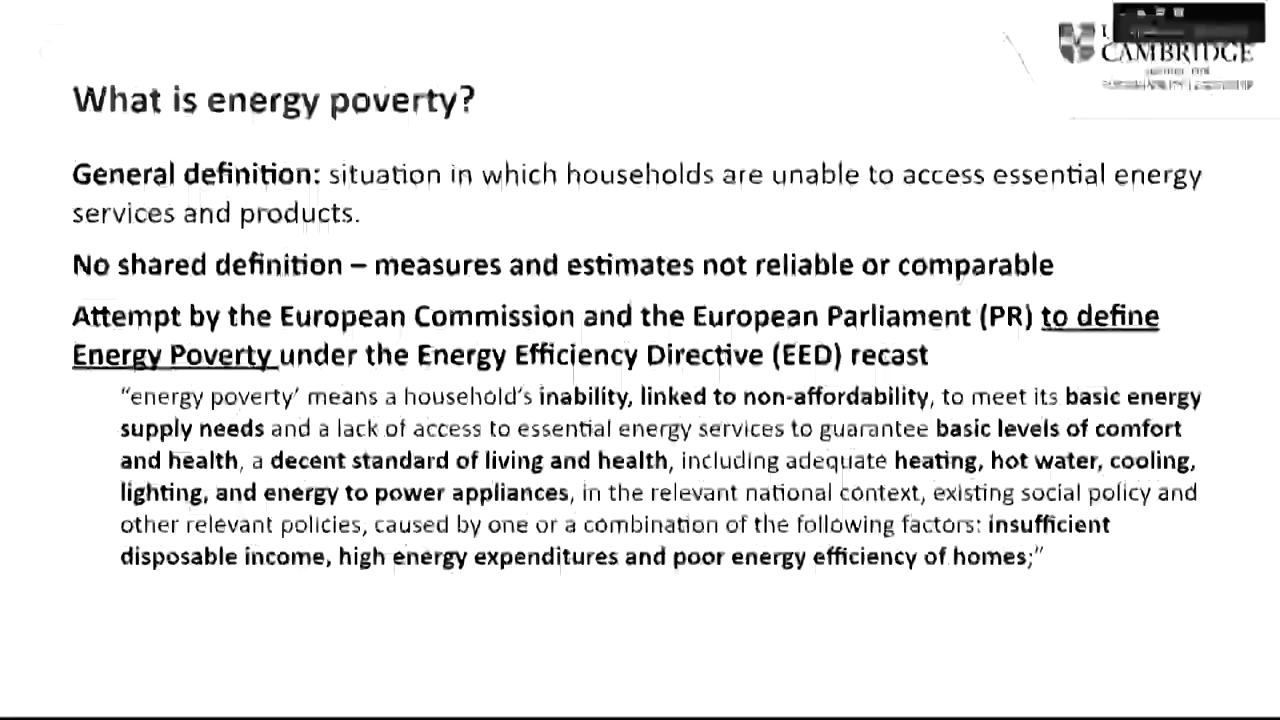 CAMBRIDGE
What is energy poverty?
General definition: situation in which households are unable to access essential energy
services and products.
No shared definition – measures and estimates not reliable or comparable
Attempt by the European Commission and the European Parliament (PR) to define
Energy Poverty under the Energy Efficiency Directive (EED) recast
“energy poverty’ means a household’s inability, linked to non-affordability, to meet its basic energy
supply needs and a lack of access to essential energy services to guarantee basic levels of comfort
and health, a decent standard of living and health, including adequate heating, hot water, cooling,
lighting, and energy to power appliances, in the relevant national context, existing social policy and
other relevant policies, caused by one or a combination of the following factors: insufficient
disposable income, high energy expenditures and poor energy efficiency of homes;”